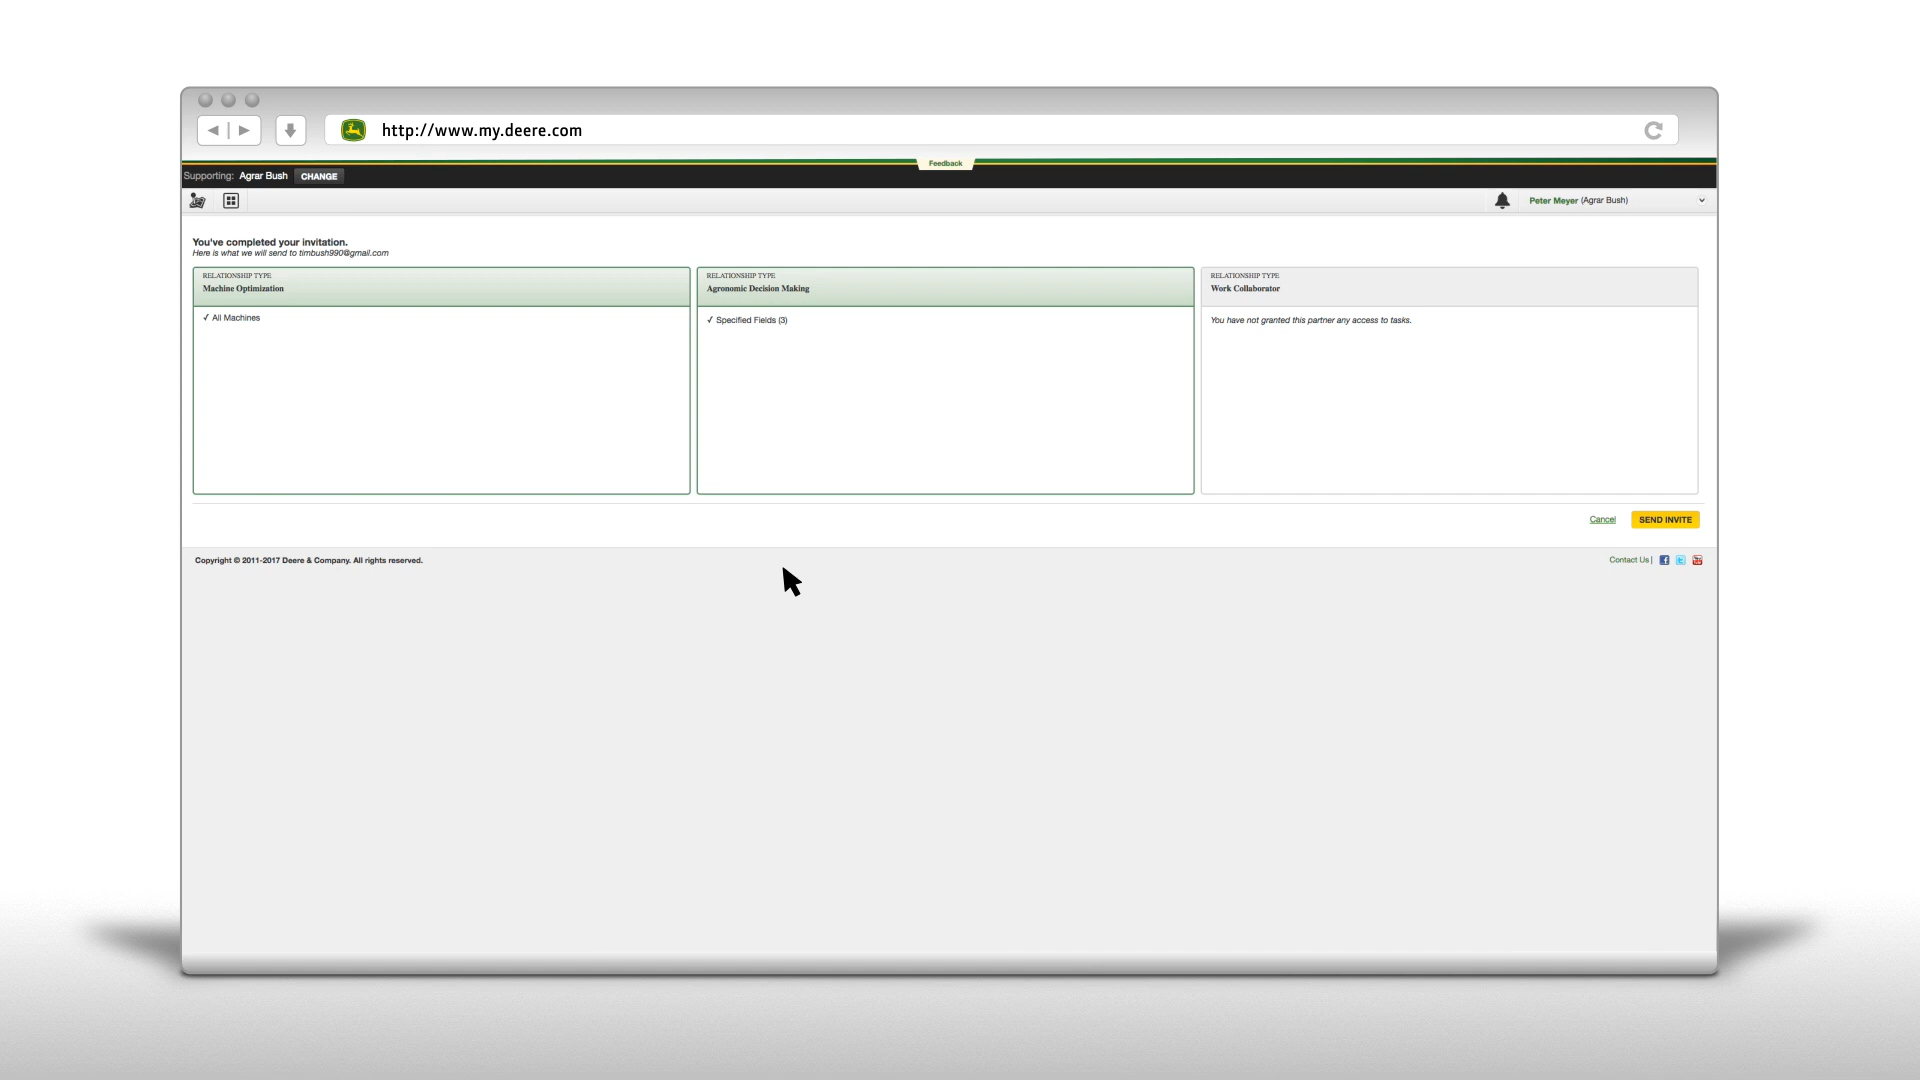 http://www.my.deere.com
Feedback
Supporting: Agrar Bush CHANGE
Peter Meyer (Agrar Bush)
You've completed your invitation.
Here is what we will send to timbush990@gmail.com
RELATIONSHIP TYPE
Machine Optimization
✓ All Machines
RELATIONSHIP TYPE
Agronomic Decision Making
✓ Specified Fields (3)
RELATIONSHIP TYPE
Work Collaborator
You have not granted this partner any access to tasks.
Cancel SEND INVITE
Copyright © 2011-2017 Deere & Company. All rights reserved.
Contact Us |